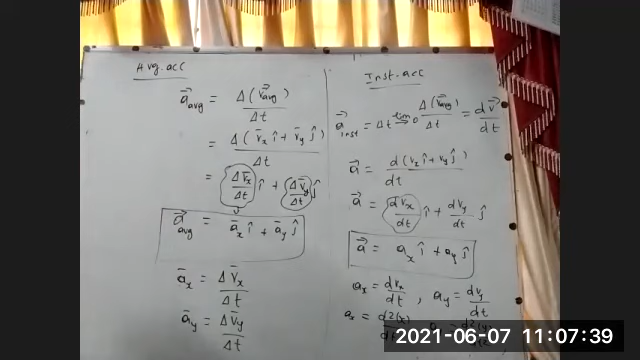 Avg. acc
a⃗avg = Δ(v⃗avg)/Δt
= Δ(v̄x î + v̄y ĵ)/Δt
= (Δv̄x/Δt) î + (Δv̄y/Δt) ĵ
a⃗avg = āx î + āy ĵ
āx = Δv̄x/Δt
āy = Δv̄y/Δt
Inst. acc
a⃗inst = lim Δt→0 Δ(v⃗avg)/Δt = dv⃗/dt
a⃗ = d(vx î + vy ĵ)/dt
a⃗ = (dvx/dt) î + (dvy/dt) ĵ
a⃗ = ax î + ay ĵ
ax = dvx/dt , ay = dvy/dt
ax = d2(x)
2021-06-07 11:07:39